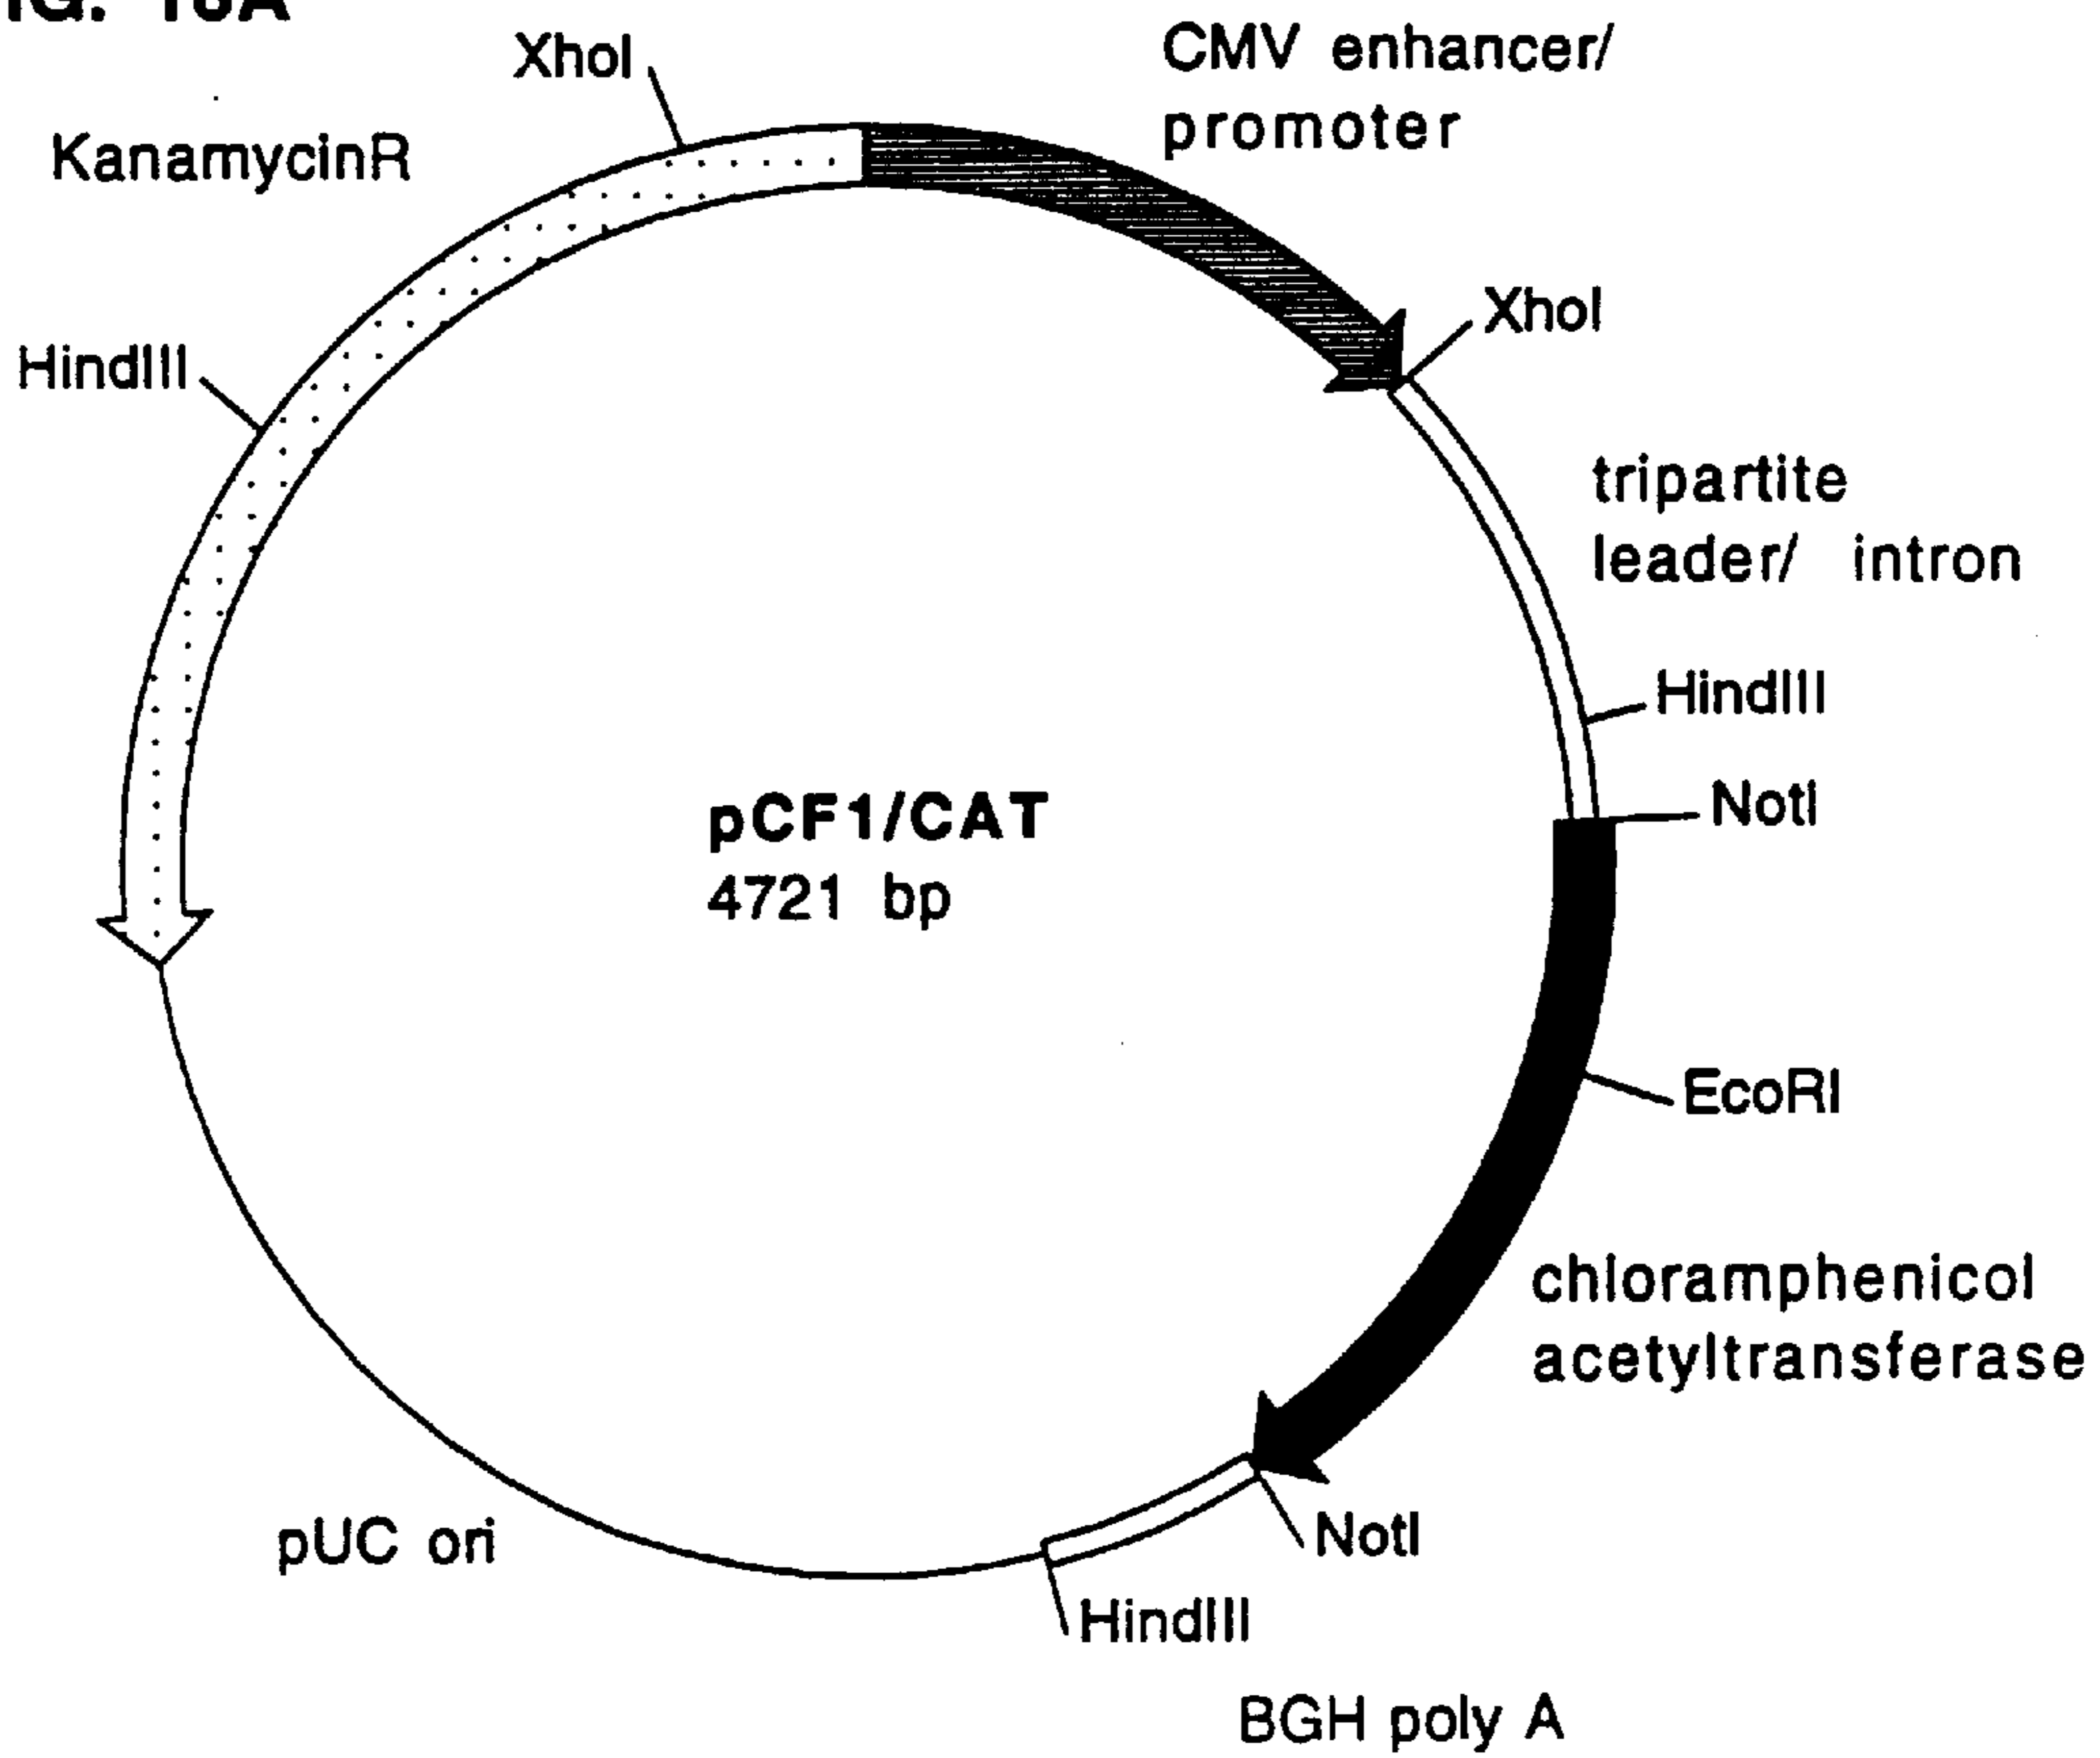 XhoI
CMV enhancer/
promoter
KanamycinR
XhoI
HindIII
tripartite
leader/ intron
HindIII
NotI
pCF1/CAT
4721 bp
EcoRI
chloramphenicol
acetyltransferase
pUC ori
NotI
HindIII
BGH poly A